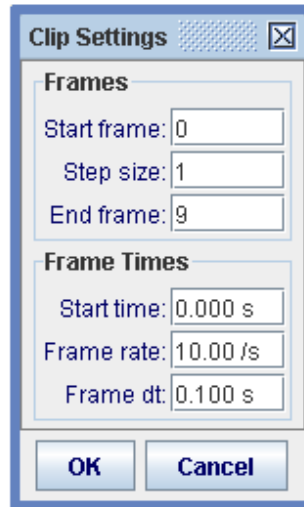 Clip Settings
Frames
Start frame: 0
Step size: 1
End frame: 9
Frame Times
Start time: 0.000 s
Frame rate: 10.00 /s
Frame dt: 0.100 s
OK Cancel